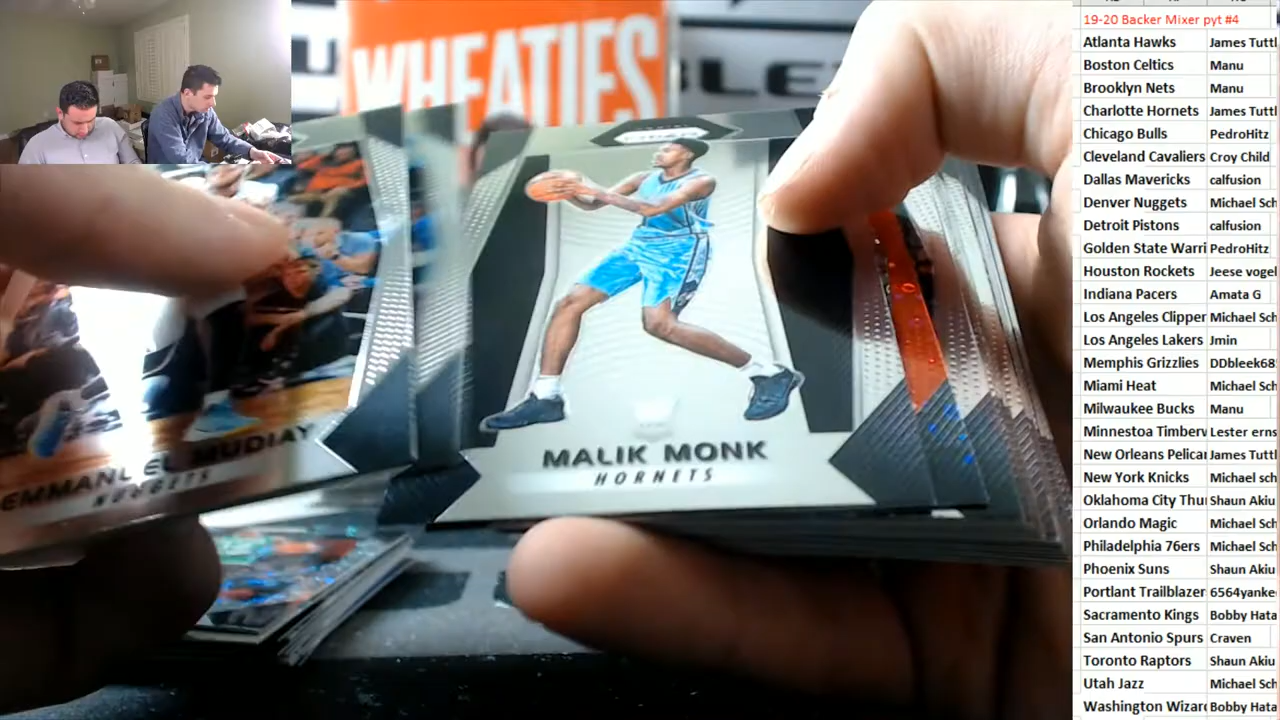 WHEATIES
BLE
PRIZM
MALIK MONK
HORNETS
EMMANUEL MUDIAY
NUGGETS
19-20 Backer Mixer pyt #4
Atlanta Hawks James Tuttl
Boston Celtics Manu
Brooklyn Nets Manu
Charlotte Hornets James Tuttl
Chicago Bulls PedroHitz
Cleveland Cavaliers Croy Child
Dallas Mavericks calfusion
Denver Nuggets Michael Sch
Detroit Pistons calfusion
Golden State Warri PedroHitz
Houston Rockets Jeese vogel
Indiana Pacers Amata G
Los Angeles Clipper Michael Sch
Los Angeles Lakers Jmin
Memphis Grizzlies DDbleek68
Miami Heat Michael Sch
Milwaukee Bucks Manu
Minnestoa Timberv Lester erns
New Orleans Pelica James Tuttl
New York Knicks Michael sch
Oklahoma City Thu Shaun Akiu
Orlando Magic Michael Sch
Philadelphia 76ers Michael Sch
Phoenix Suns Shaun Akiu
Portlant Trailblazer 6564yanke
Sacramento Kings Bobby Hata
San Antonio Spurs Craven
Toronto Raptors Shaun Akiu
Utah Jazz Michael Sch
Washington Wizar Bobby Hata